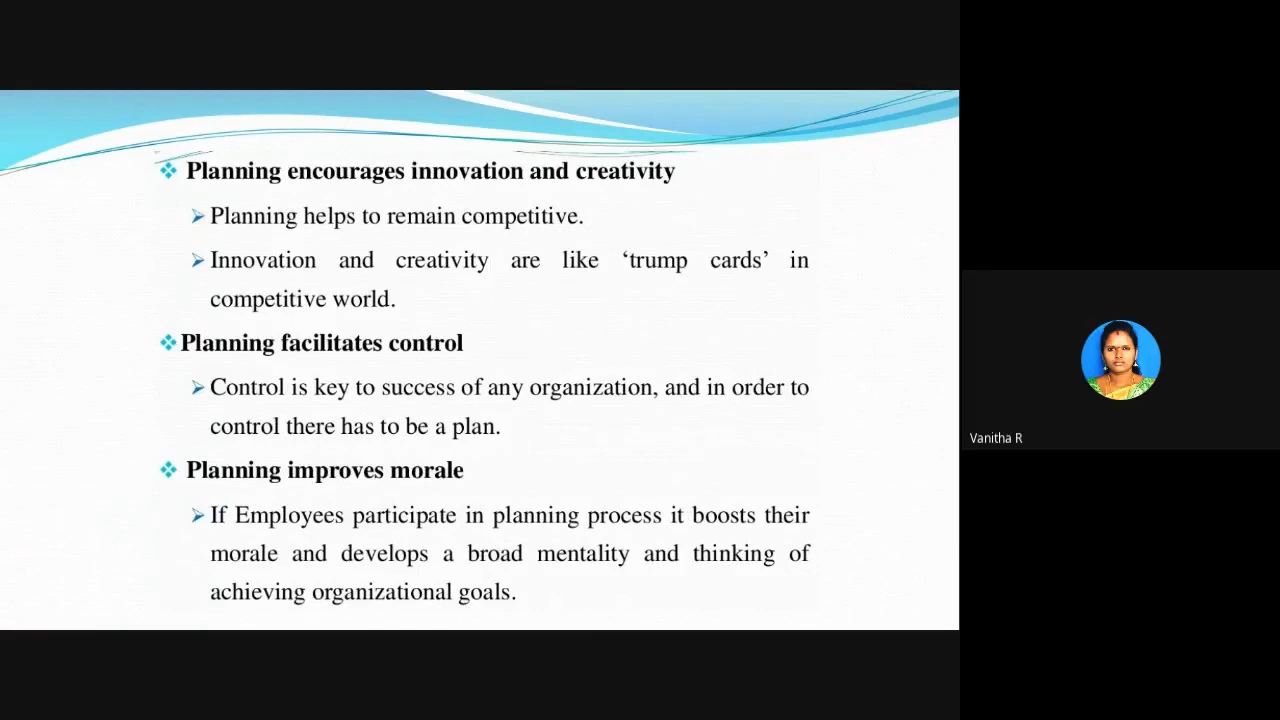 Planning encourages innovation and creativity
Planning helps to remain competitive.
Innovation and creativity are like ‘trump cards’ in
competitive world.
Planning facilitates control
Control is key to success of any organization, and in order to
control there has to be a plan.
Planning improves morale
If Employees participate in planning process it boosts their
morale and develops a broad mentality and thinking of
achieving organizational goals.
Vanitha R